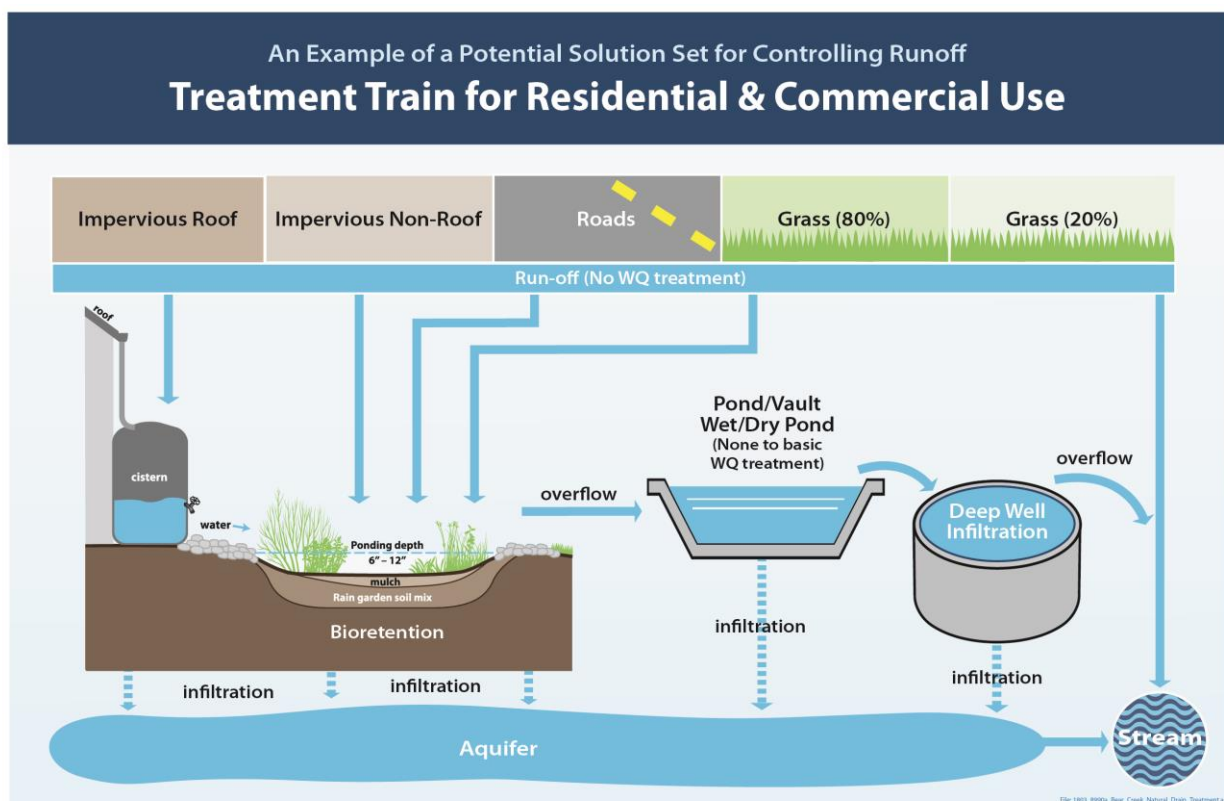 An Example of a Potential Solution Set for Controlling Runoff
Treatment Train for Residential & Commercial Use
Impervious Roof
Impervious Non-Roof
Roads
Grass (80%)
Grass (20%)
Run-off (No WQ treatment)
roof
cistern
water
Ponding depth
6" – 12"
mulch
Rain garden soil mix
Bioretention
overflow
Pond/Vault
Wet/Dry Pond
(None to basic
WQ treatment)
Deep Well
Infiltration
overflow
infiltration
infiltration
infiltration
infiltration
Aquifer
Stream